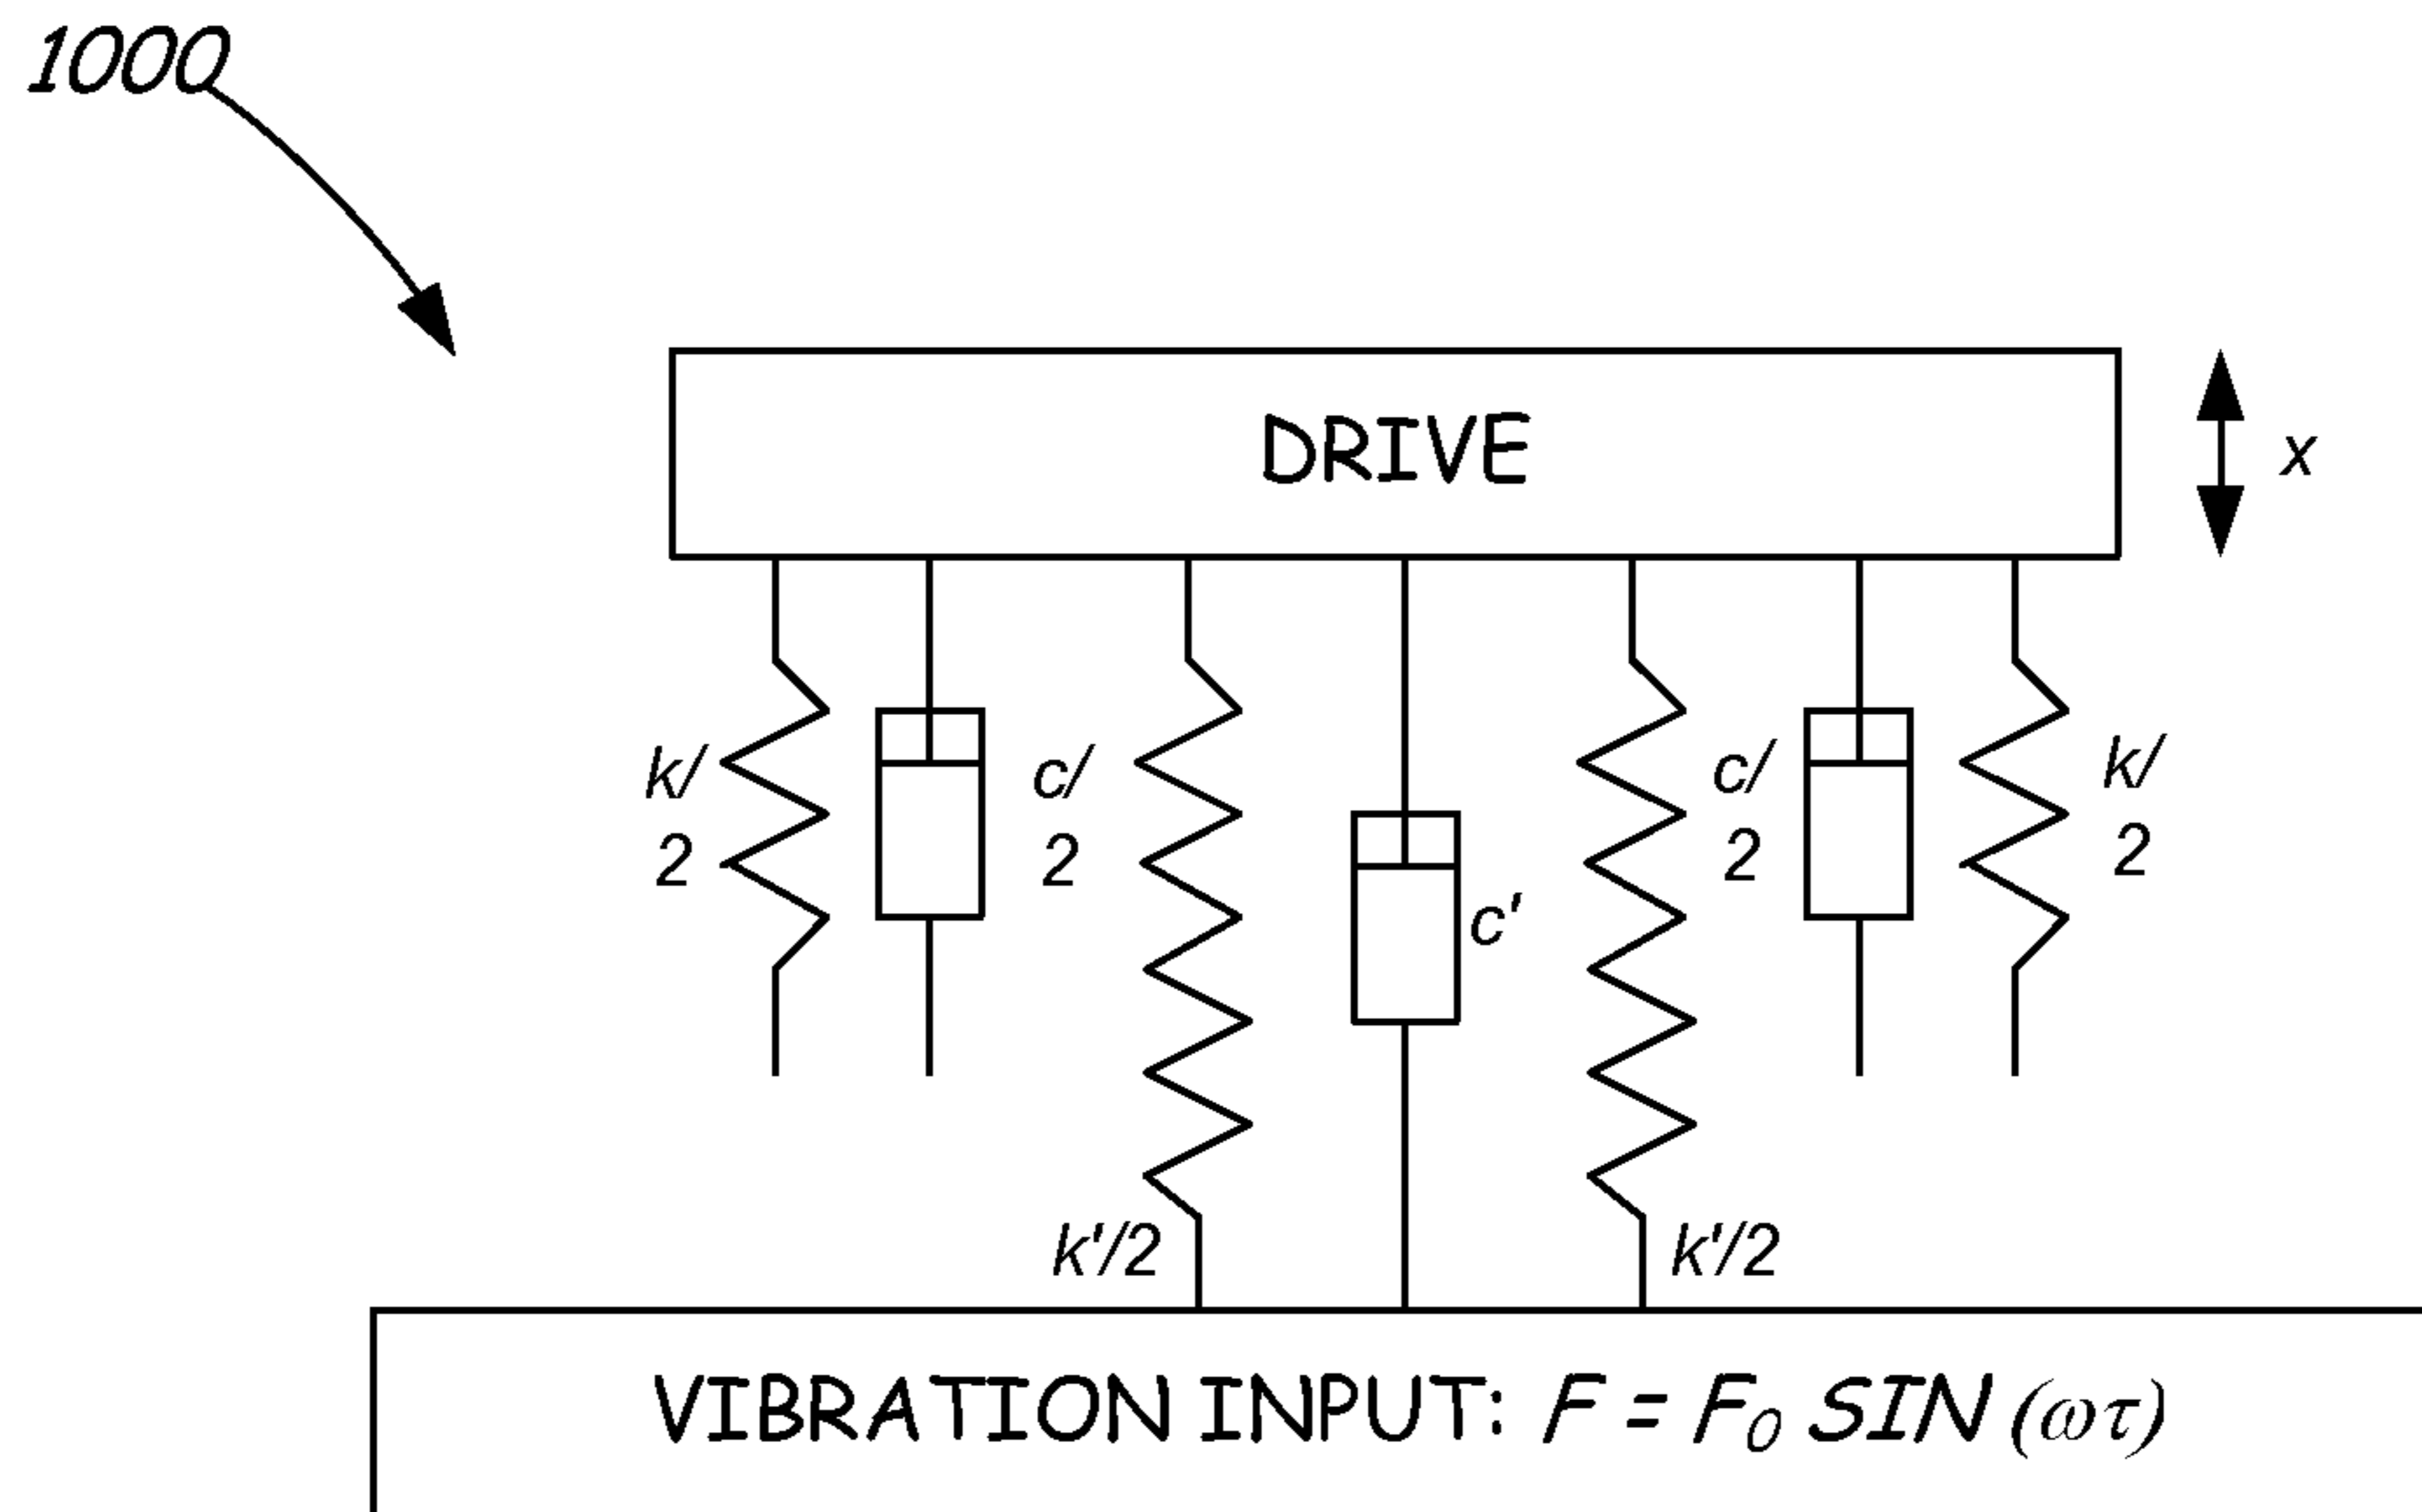 1000
DRIVE
x
k/
2
c/
2
c'
c/
2
k/
2
k'/2
k'/2
VIBRATION INPUT: F = F₀ SIN (ωτ)